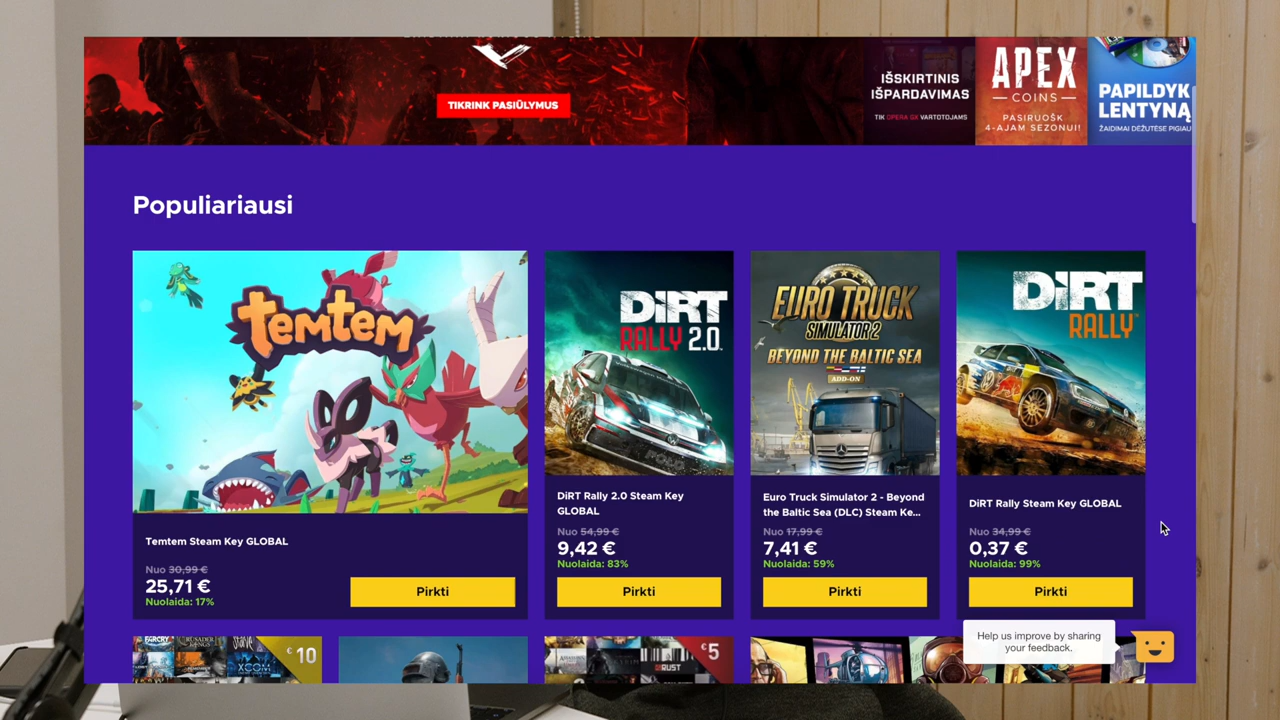 TIKRINK PASIŪLYMUS
IŠSKIRTINIS
IŠPARDAVIMAS
TIK OPERA GX VARTOTOJAMS
APEX
COINS
PASIRUOŠK
4-AJAM SEZONUI!
PAPILDYK
LENTYNĄ
ŽAIDIMAI DĖŽUTĖSE PIGIAU
Populiariausi
temtem
Temtem Steam Key GLOBAL
Nuo 30,99 €
25,71 €
Nuolaida: 17%
Pirkti
DiRT
RALLY 2.0
POLO
DiRT Rally 2.0 Steam Key
GLOBAL
Nuo 54,99 €
9,42 €
Nuolaida: 83%
Pirkti
EURO TRUCK
SIMULATOR 2
BEYOND THE BALTIC SEA
ADD-ON
Euro Truck Simulator 2 - Beyond
the Baltic Sea (DLC) Steam Ke...
Nuo 17,99 €
7,41 €
Nuolaida: 59%
Pirkti
DiRT
RALLY
DiRT Rally Steam Key GLOBAL
Nuo 34,99 €
0,37 €
Nuolaida: 99%
Pirkti
FARCRY
XCOM
€10
RUST
€5
Help us improve by sharing
your feedback.